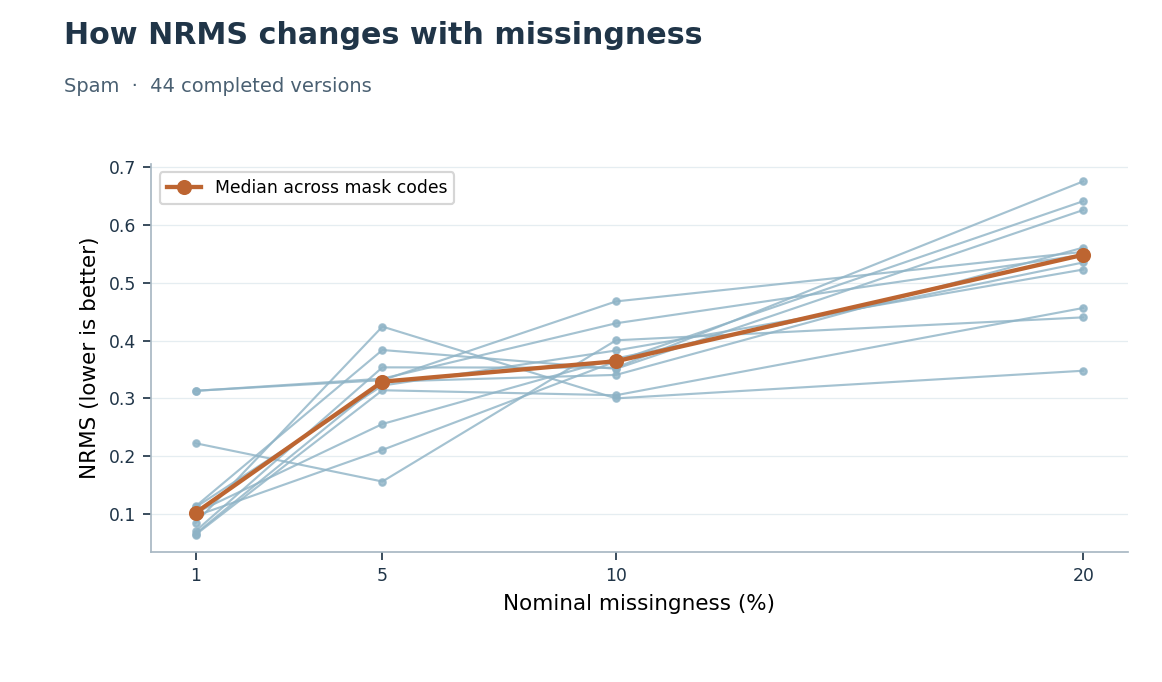 How NRMS changes with missingness
Spam · 44 completed versions
Median across mask codes
NRMS (lower is better)
0.7
0.6
0.5
0.4
0.3
0.2
0.1
1 5 10 20
Nominal missingness (%)